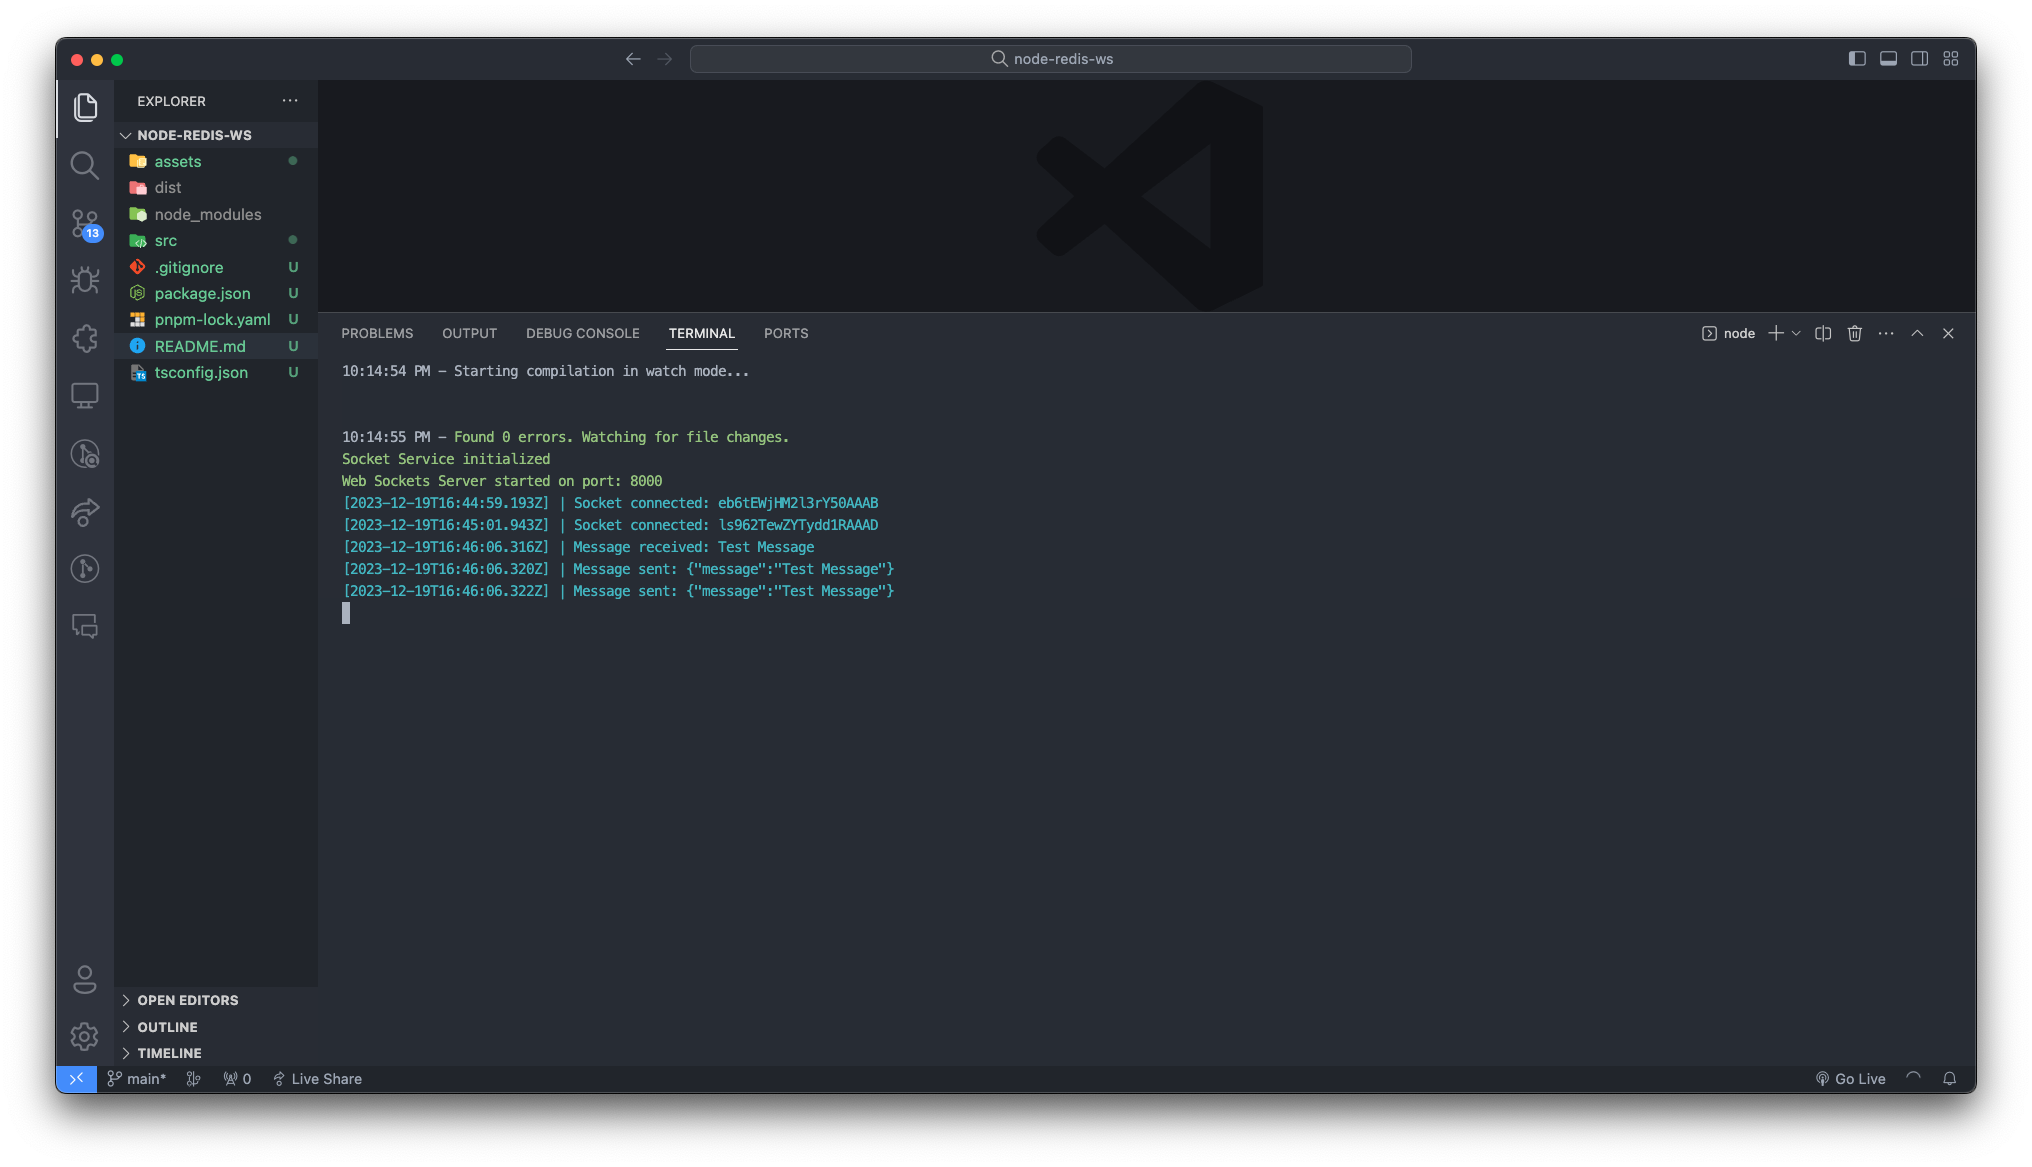 node-redis-ws
EXPLORER
NODE-REDIS-WS
assets
dist
node_modules
13
src
.gitignore U
package.json U
pnpm-lock.yaml U
README.md U
tsconfig.json U
PROBLEMS OUTPUT DEBUG CONSOLE TERMINAL PORTS
node
10:14:54 PM - Starting compilation in watch mode...
10:14:55 PM - Found 0 errors. Watching for file changes.
Socket Service initialized
Web Sockets Server started on port: 8000
[2023-12-19T16:44:59.193Z] | Socket connected: eb6tEWjHM2l3rY50AAAB
[2023-12-19T16:45:01.943Z] | Socket connected: ls962TewZYTydd1RAAAD
[2023-12-19T16:46:06.316Z] | Message received: Test Message
[2023-12-19T16:46:06.320Z] | Message sent: {"message":"Test Message"}
[2023-12-19T16:46:06.322Z] | Message sent: {"message":"Test Message"}
OPEN EDITORS
OUTLINE
TIMELINE
main* 0 Live Share
Go Live